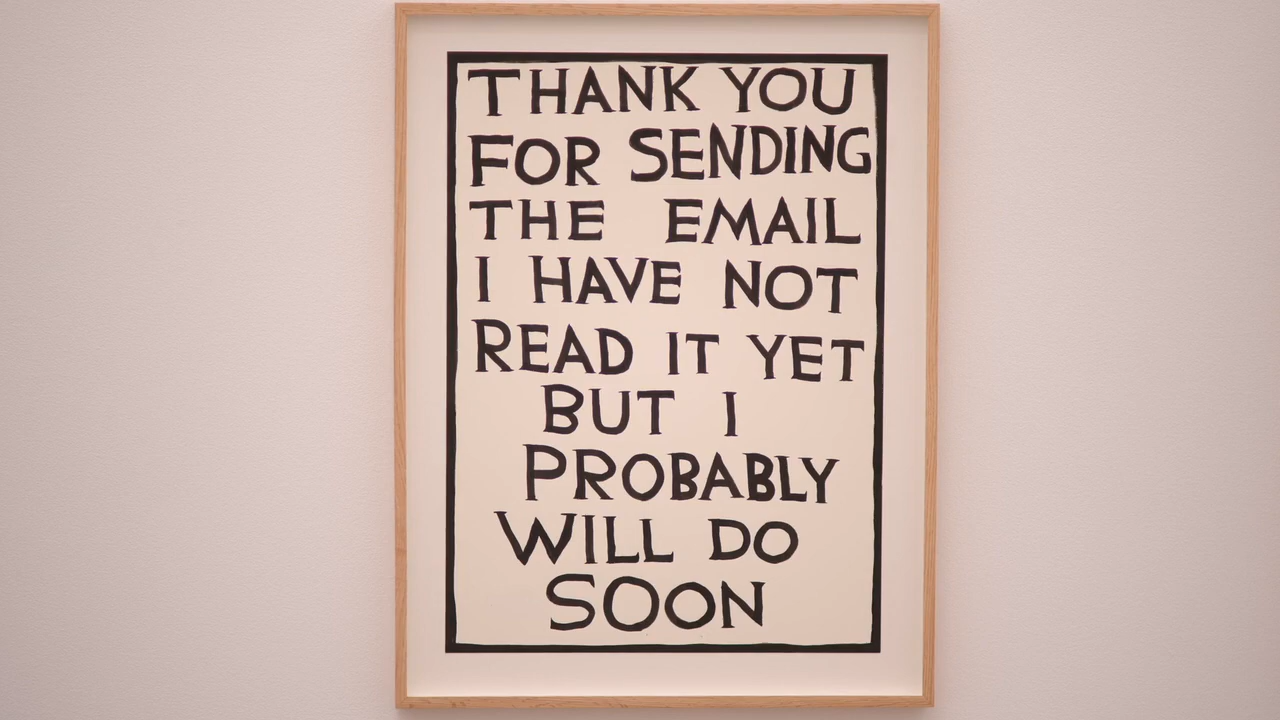 THANK YOU
FOR SENDING
THE EMAIL
I HAVE NOT
READ IT YET
BUT I
PROBABLY
WILL DO
SOON